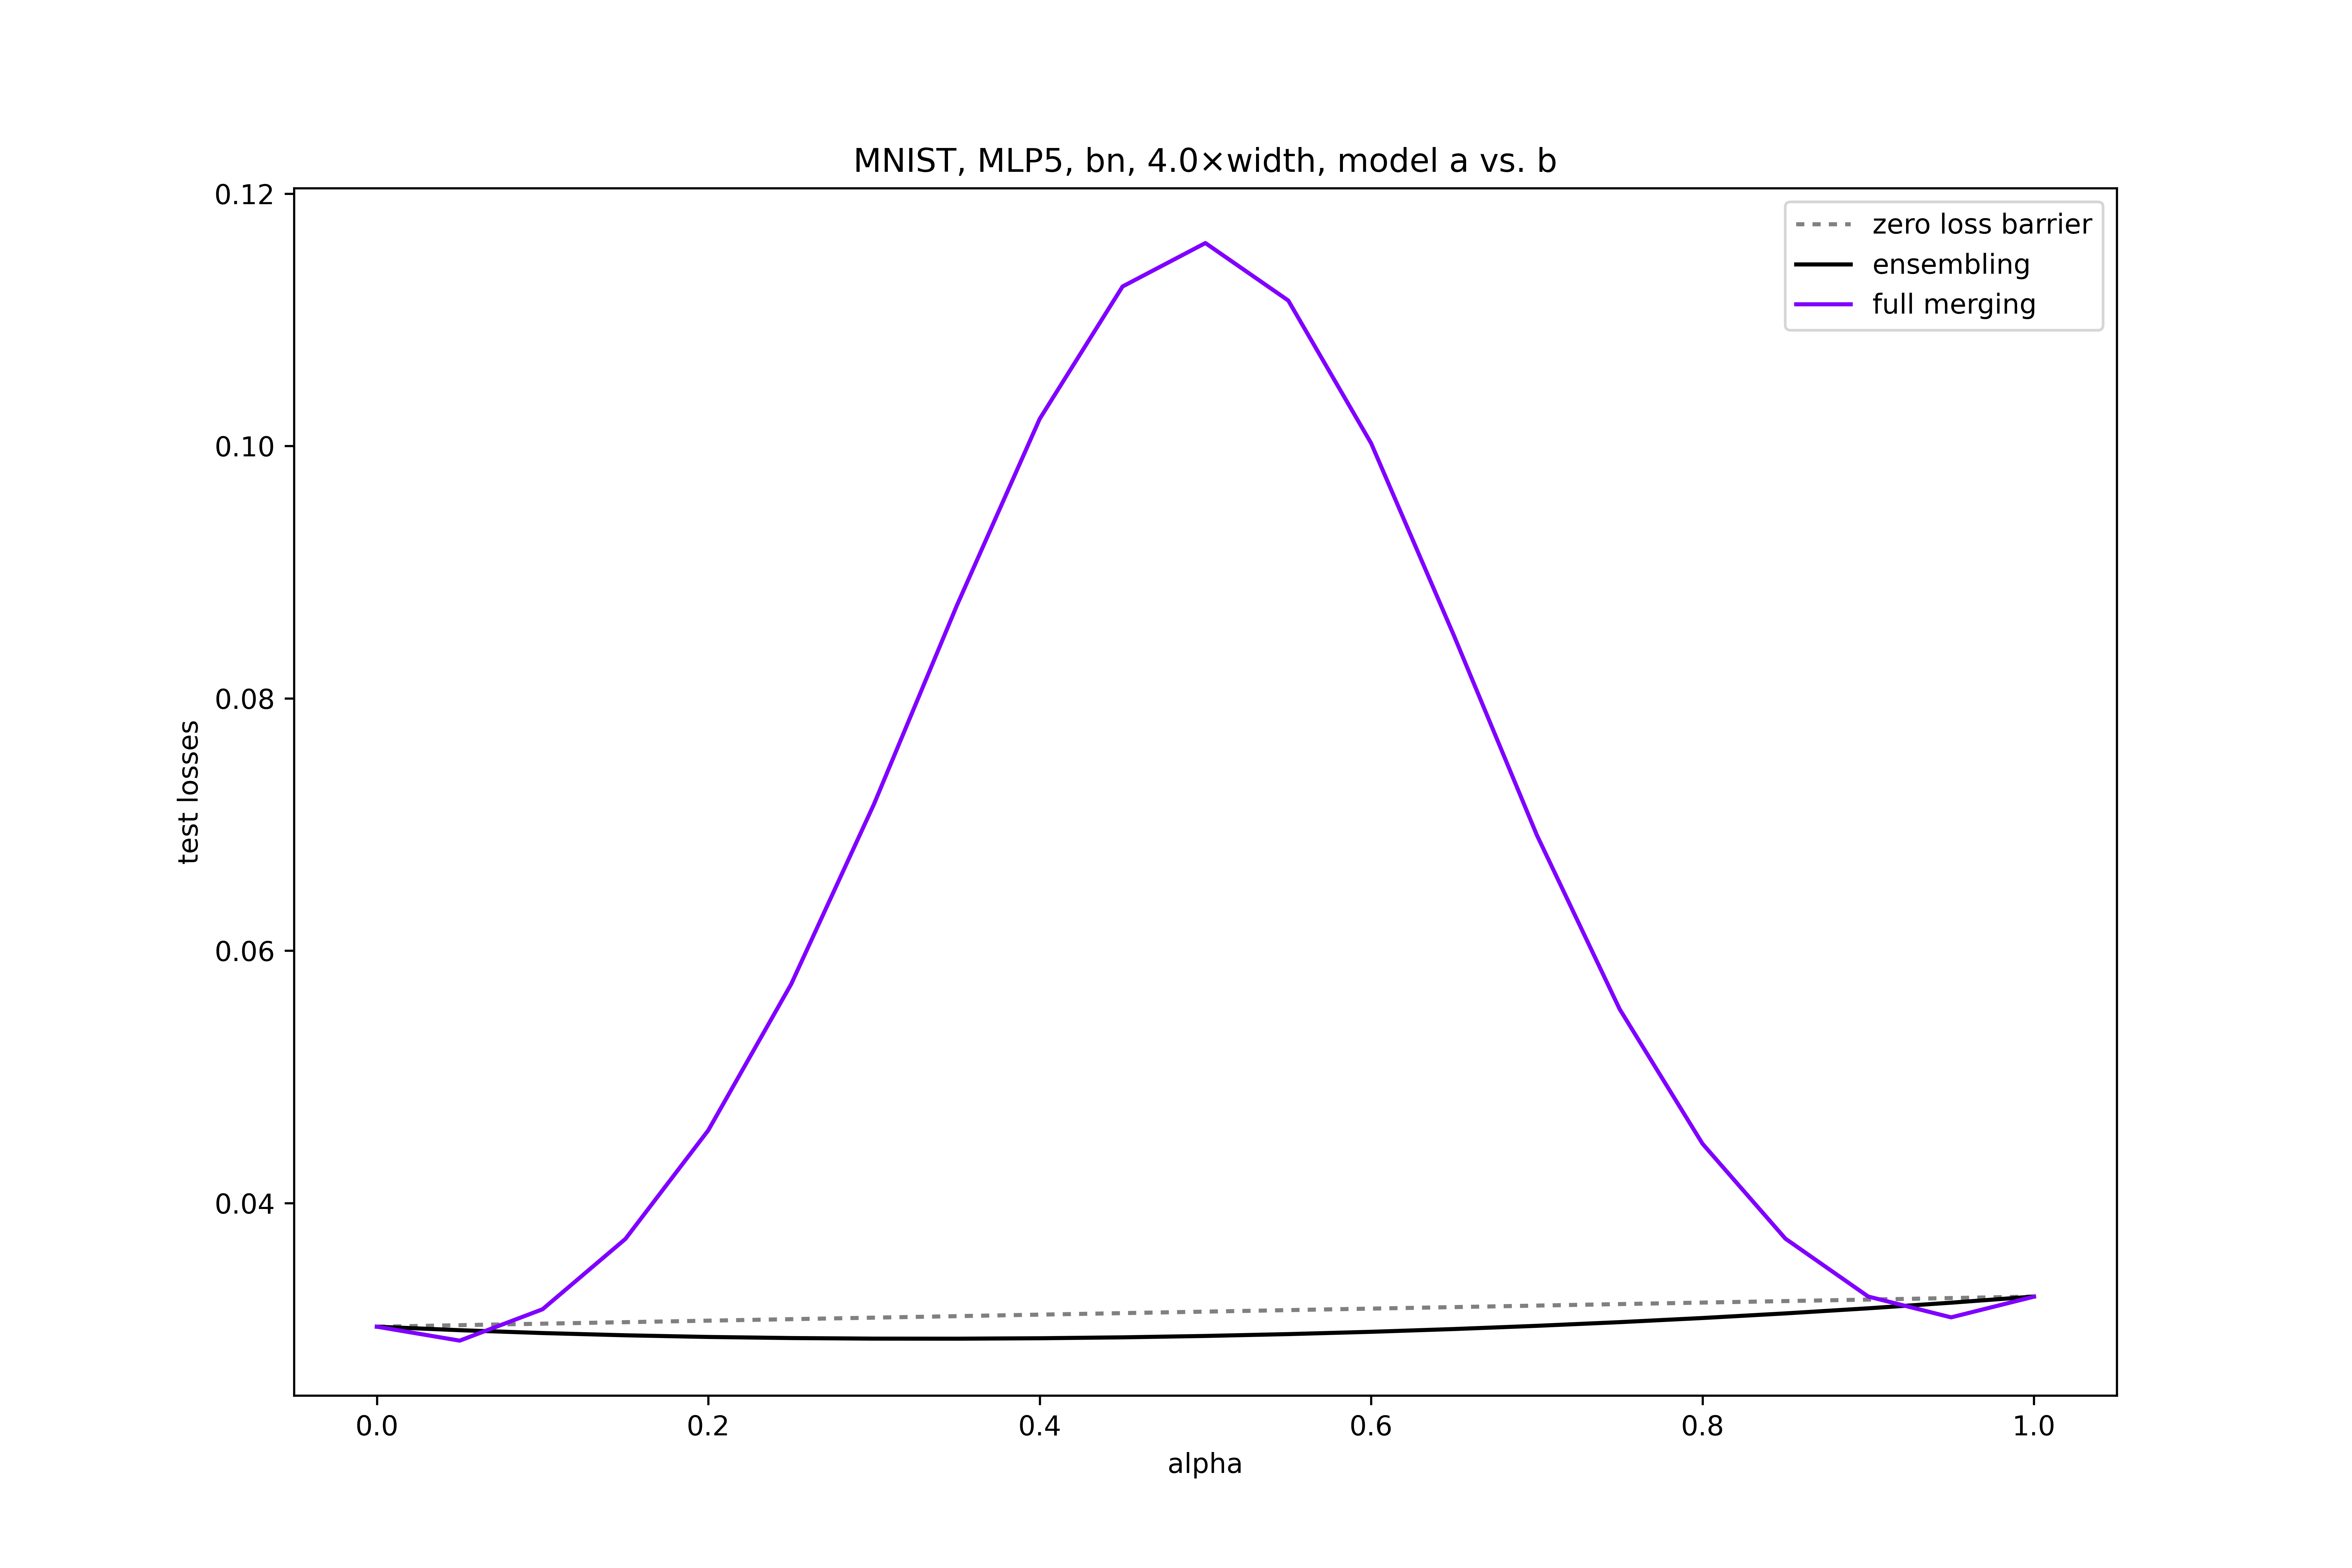 MNIST, MLP5, bn, 4.0×width, model a vs. b
zero loss barrier
ensembling
full merging
test losses
0.12
0.10
0.08
0.06
0.04
0.0 0.2 0.4 0.6 0.8 1.0
alpha